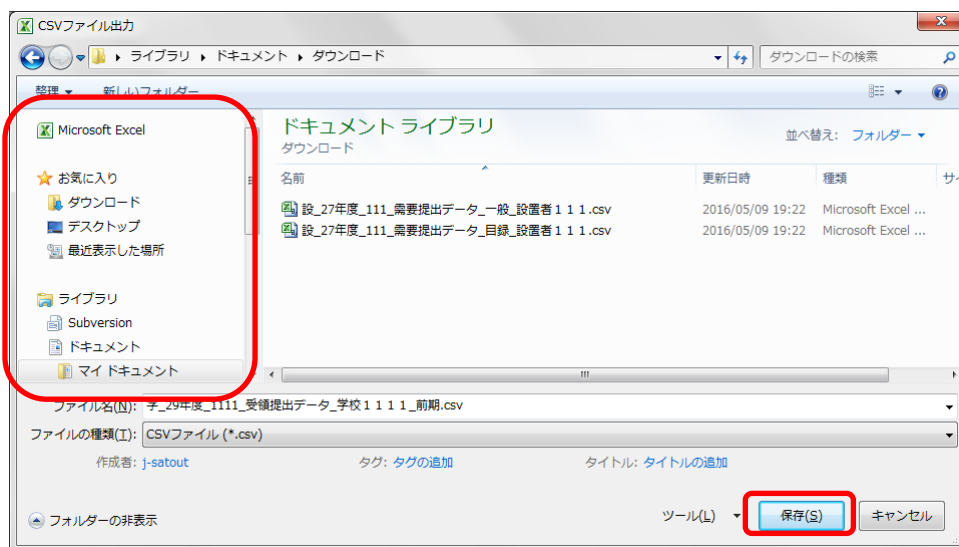 CSVファイル出力
ライブラリ ドキュメント ダウンロード
ダウンロードの検索
整理 新しいフォルダー
Microsoft Excel
お気に入り
ダウンロード
デスクトップ
最近表示した場所
ライブラリ
Subversion
ドキュメント
マイ ドキュメント
ドキュメント ライブラリ
ダウンロード
並べ替え: フォルダー
名前 更新日時 種類 サイ
設_27年度_111_需要提出データ_一般_設置者１１１.csv 2016/05/09 19:22 Microsoft Excel ...
設_27年度_111_需要提出データ_目録_設置者１１１.csv 2016/05/09 19:22 Microsoft Excel ...
ファイル名(N): 学_29年度_1111_受領提出データ_学校１１１１_前期.csv
ファイルの種類(T): CSVファイル (*.csv)
作成者: j-satout タグ: タグの追加 タイトル: タイトルの追加
フォルダーの非表示
ツール(L) 保存(S) キャンセル